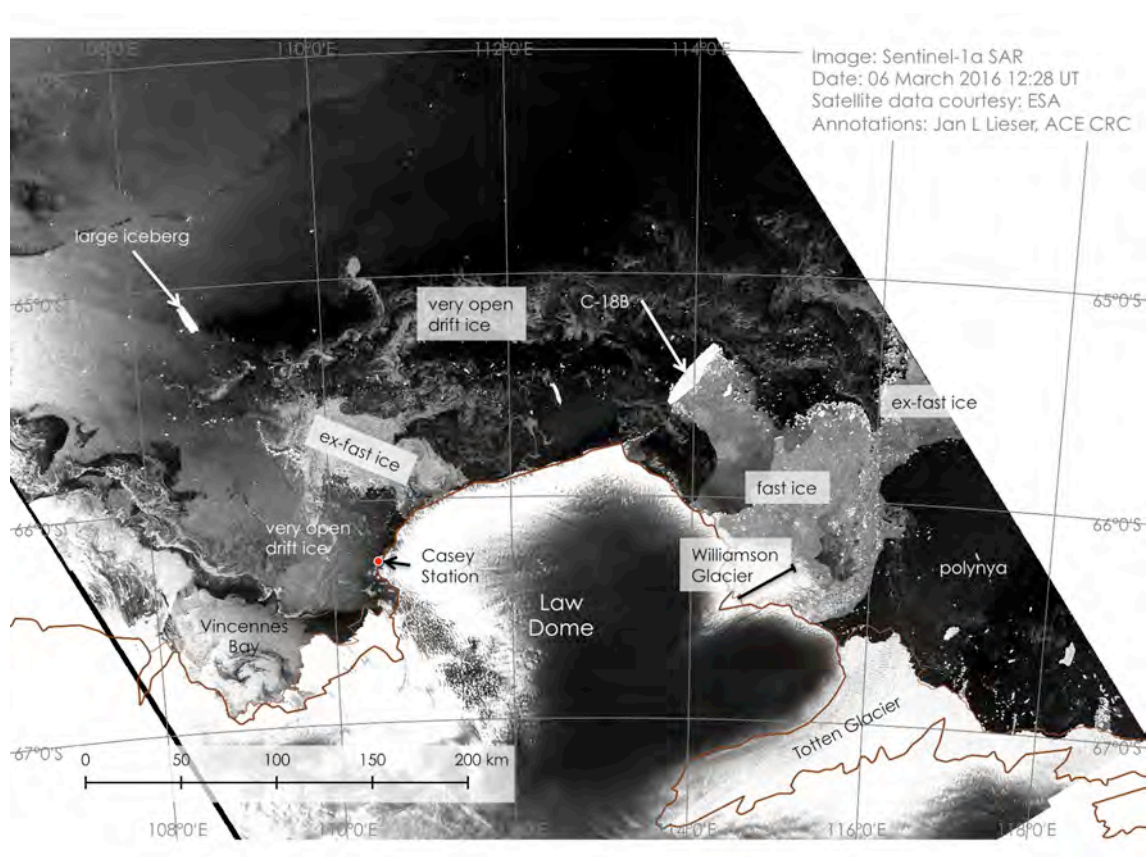 108°0'E
110°0'E
112°0'E
114°0'E
Image: Sentinel-1a SAR
Date: 06 March 2016 12:28 UT
Satellite data courtesy: ESA
Annotations: Jan L Lieser, ACE CRC
large iceberg
65°0'S
very open
drift ice
C-18B
65°0'S
ex-fast ice
ex-fast ice
fast ice
66°0'S
very open
drift ice
Casey
Station
Williamson
Glacier
66°0'S
polynya
Vincennes
Bay
Law
Dome
67°0'S
Totten Glacier
67°0'S
0 50 100 150 200 km
108°0'E
110°0'E
114°0'E
116°0'E
118°0'E